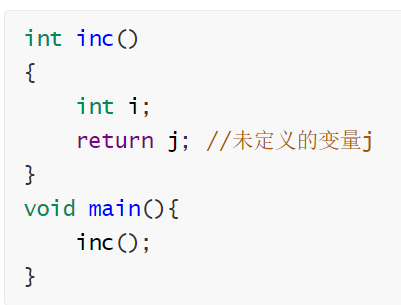 int inc()
{
    int i;
    return j; //未定义的变量j
}
void main(){
    inc();
}